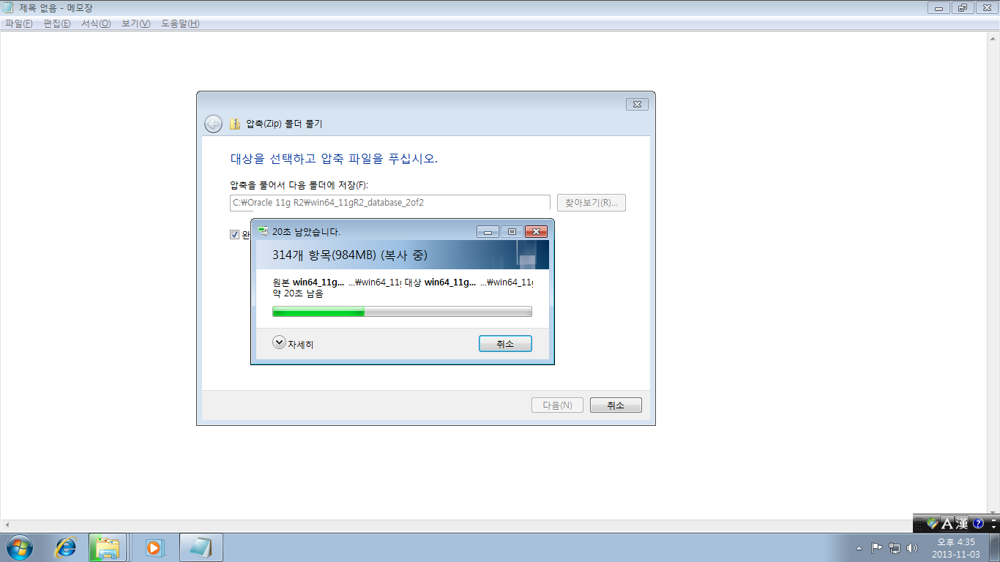 제목 없음 - 메모장
파일(F) 편집(E) 서식(O) 보기(V) 도움말(H)
압축(Zip) 폴더 풀기
대상을 선택하고 압축 파일을 푸십시오.
압축을 풀어서 다음 폴더에 저장(F):
C:₩Oracle 11g R2₩win64_11gR2_database_2of2
찾아보기(R)...
완
20초 남았습니다.
314개 항목(984MB) (복사 중)
원본 win64_11g... ...₩win64_11g 대상 win64_11g... ...₩win64_11g
약 20초 남음
자세히
취소
다음(N) 취소
A 漢 ?
오후 4:35
2013-11-03